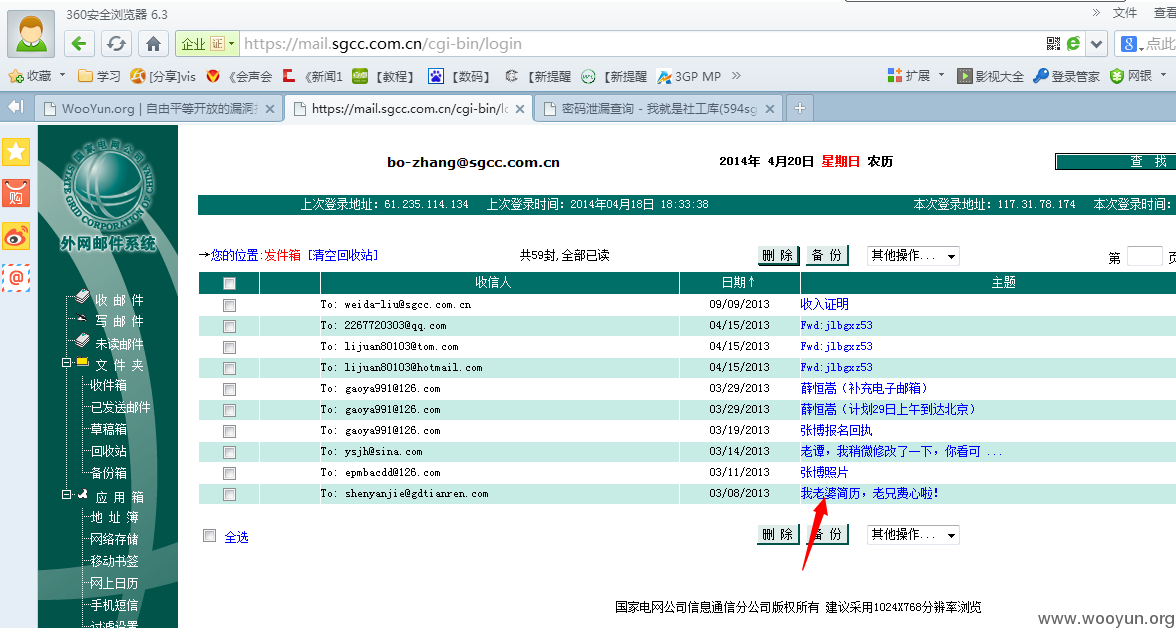 360安全浏览器 6.3
» 文件 查看
企业 证 https://mail.sgcc.com.cn/cgi-bin/login
收藏 学习 [分享]vis 《会声会 《新闻1 【教程】 【数码】 【新提醒 【新提醒 3GP MP » 扩展 影视大全 登录管家 网银
WooYun.org | 自由平等开放的漏洞 https://mail.sgcc.com.cn/cgi-bin/lo 密码泄漏查询 - 我就是社工库(594sg
bo-zhang@sgcc.com.cn
2014年 4月20日 星期日 农历
查 找
上次登录地址: 61.235.114.134 上次登录时间: 2014年04月18日 18:33:38 本次登录地址: 117.31.78.174 本次登录时间:
国家电网公司
STATE GRID CORPORATION OF CHINA
外网邮件系统
→您的位置:发件箱 [清空回收站] 共59封, 全部已读 删 除 备 份 其他操作... 第 页
收信人 日期↑ 主题
To: weida-liu@sgcc.com.cn 09/09/2013 收入证明
To: 2267720303@qq.com 04/15/2013 Fwd:jlbgxz53
To: lijuan80103@tom.com 04/15/2013 Fwd:jlbgxz53
To: lijuan80103@hotmail.com 04/15/2013 Fwd:jlbgxz53
To: gaoya991@126.com 03/29/2013 薛恒嵩（补充电子邮箱）
To: gaoya991@126.com 03/29/2013 薛恒嵩（计划29日上午到达北京）
To: gaoya991@126.com 03/19/2013 张博报名回执
To: ysjh@sina.com 03/14/2013 老谭，我稍微修改了一下，你看可 ...
To: epmbacdd@126.com 03/11/2013 张博照片
To: shenyanjie@gdtianren.com 03/08/2013 我老婆简历，老兄费心啦！
全选 删 除 备 份 其他操作...
收 邮 件
写 邮 件
未读邮件
文 件 夹
收件箱
已发送邮件
草稿箱
回收站
备份箱
应 用 箱
地 址 簿
网络存储
移动书签
网上日历
手机短信
过滤设置
购
国家电网公司信息通信分公司版权所有 建议采用1024X768分辨率浏览
www.wooyun.org